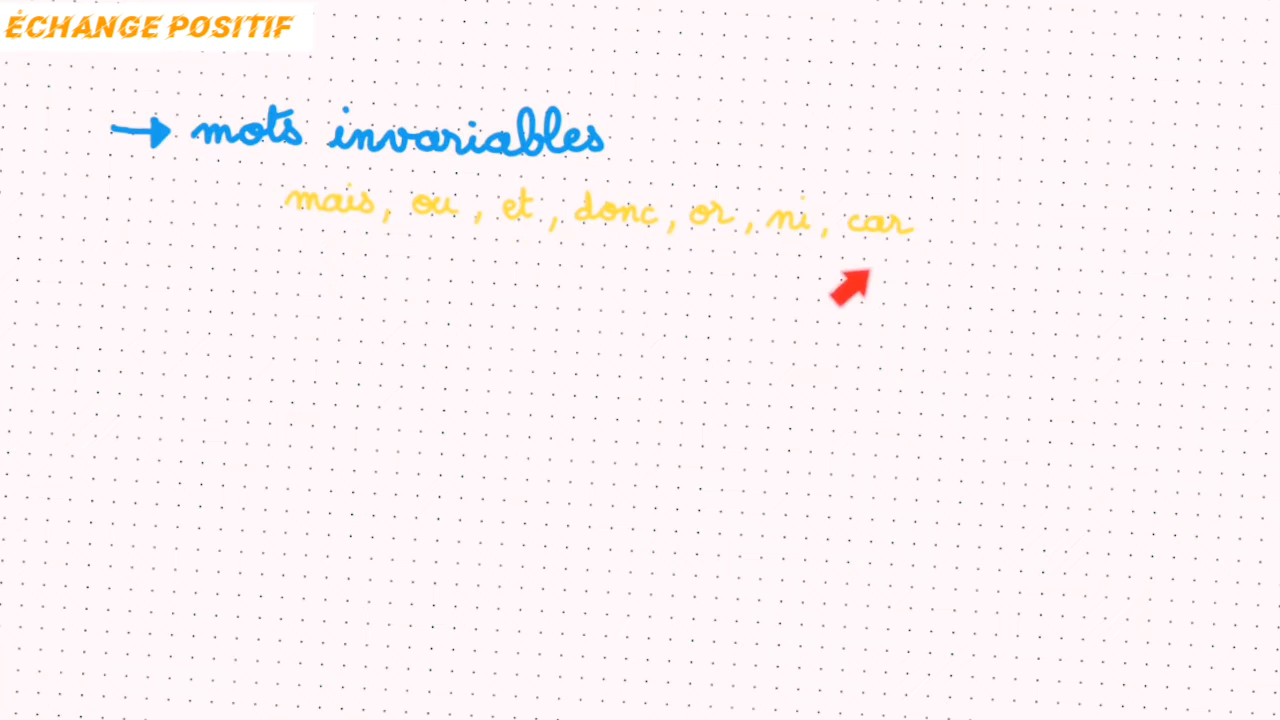 ÉCHANGE POSITIF
→ mots invariables
mais, ou, et, donc, or, ni, car